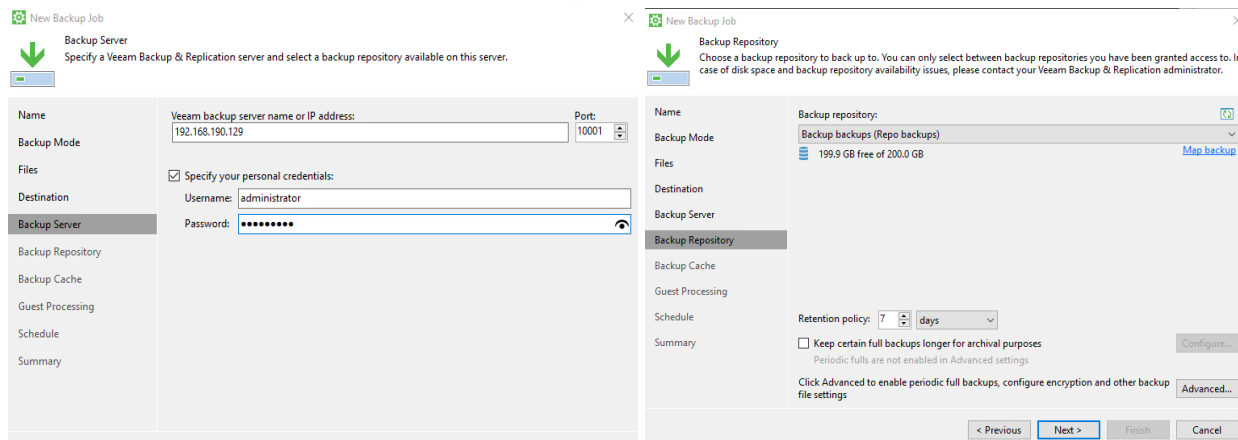 New Backup Job
Backup Server
Specify a Veeam Backup & Replication server and select a backup repository available on this server.
Name
Backup Mode
Files
Destination
Backup Server
Backup Repository
Backup Cache
Guest Processing
Schedule
Summary
Veeam backup server name or IP address:
Port:
192.168.190.129
10001
Specify your personal credentials:
Username:
administrator
Password:
New Backup Job
Backup Repository
Choose a backup repository to back up to. You can only select between backup repositories you have been granted access to. In
case of disk space and backup repository availability issues, please contact your Veeam Backup & Replication administrator.
Name
Backup Mode
Files
Destination
Backup Server
Backup Repository
Backup Cache
Guest Processing
Schedule
Summary
Backup repository:
Backup backups (Repo backups)
199.9 GB free of 200.0 GB
Map backup
Retention policy:
7
days
Keep certain full backups longer for archival purposes
Configure...
Periodic fulls are not enabled in Advanced settings
Click Advanced to enable periodic full backups, configure encryption and other backup
file settings
Advanced...
< Previous
Next >
Finish
Cancel